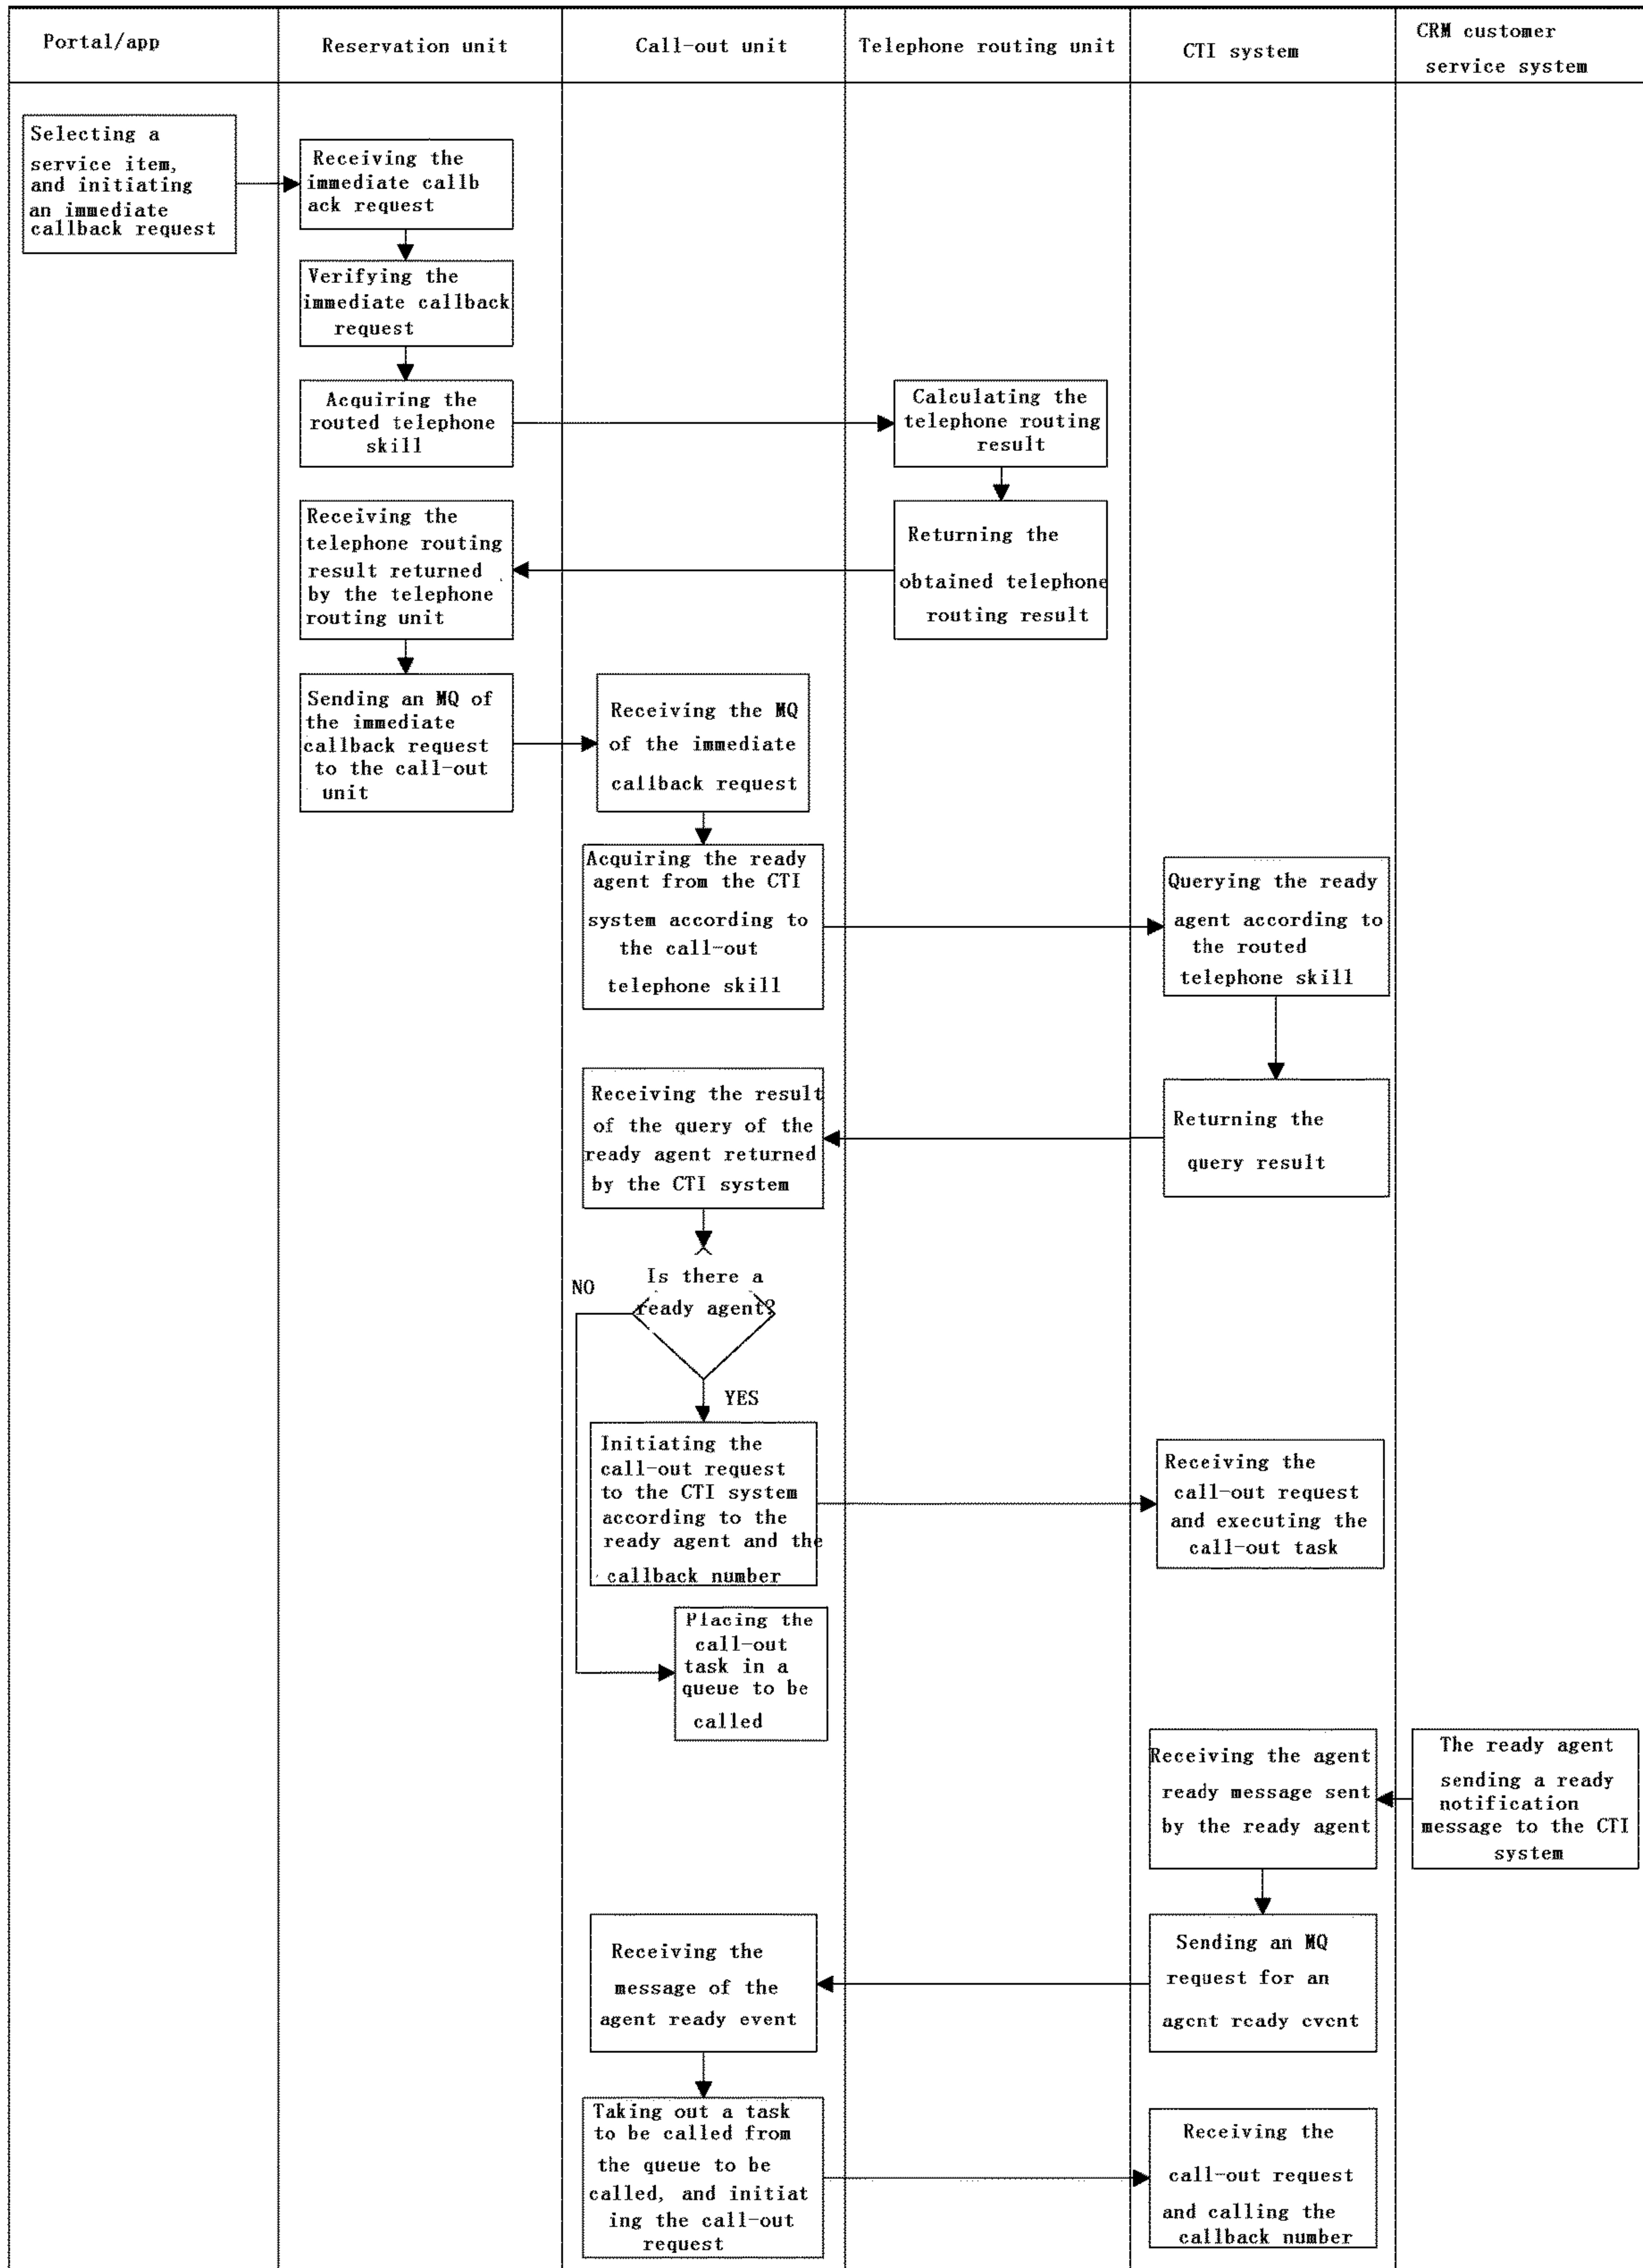 Portal/app
Reservation unit
Call-out unit
Telephone routing unit
CTI system
CRM customer
service system
Selecting a
service item,
and initiating
an immediate
callback request
Receiving the
immediate callb
ack request
Verifying the
immediate callback
request
Acquiring the
routed telephone
skill
Calculating the
telephone routing
result
Receiving the
telephone routing
result returned
by the telephone
routing unit
Returning the
obtained telephone
routing result
Sending an MQ of
the immediate
callback request
to the call-out
unit
Receiving the MQ
of the immediate
callback request
Acquiring the ready
agent from the CTI
system according to
the call-out
telephone skill
Querying the ready
agent according to
the routed
telephone skill
Receiving the result
of the query of the
ready agent returned
by the CTI system
Returning the
query result
Is there a
ready agent?
NO
YES
Initiating the
call-out request
to the CTI system
according to the
ready agent and the
callback number
Receiving the
call-out request
and executing the
call-out task
Placing the
call-out
task in a
queue to be
called
Receiving the agent
ready message sent
by the ready agent
The ready agent
sending a ready
notification
message to the CTI
system
Receiving the
message of the
agent ready event
Sending an MQ
request for an
agent ready event
Taking out a task
to be called from
the queue to be
called, and initiat
ing the call-out
request
Receiving the
call-out request
and calling the
callback number